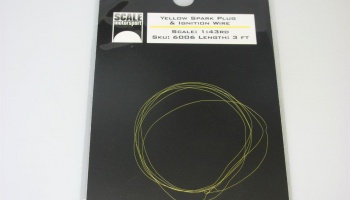 SCALE
motorsport
Yellow Spark Plug
& Ignition Wire
Scale: 1:43rd
Sku: 6006 Length: 3 ft